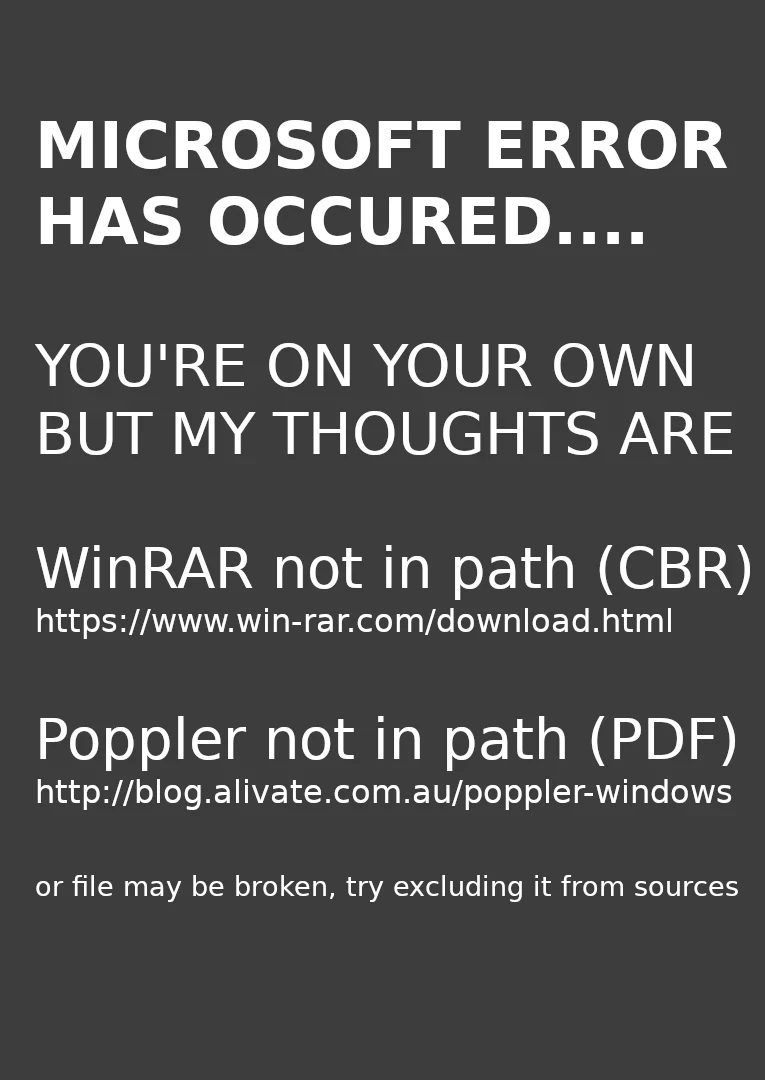 MICROSOFT ERROR
HAS OCCURED....
YOU'RE ON YOUR OWN
BUT MY THOUGHTS ARE
WinRAR not in path (CBR)
https://www.win-rar.com/download.html
Poppler not in path (PDF)
http://blog.alivate.com.au/poppler-windows
or file may be broken, try excluding it from sources